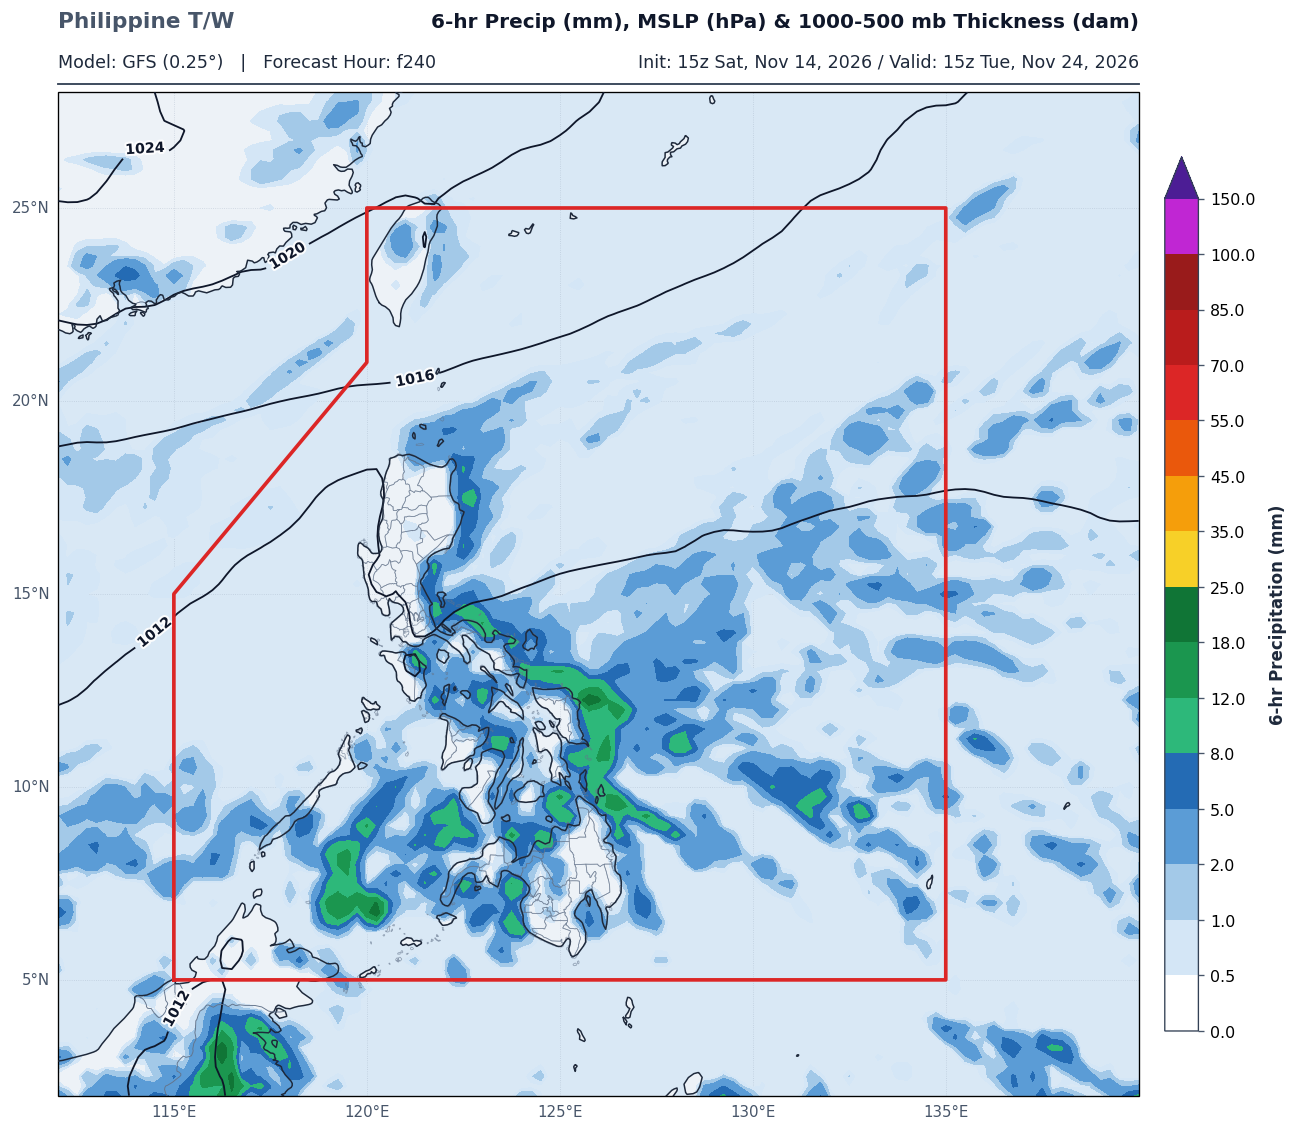 Philippine T/W
6-hr Precip (mm), MSLP (hPa) & 1000-500 mb Thickness (dam)
Model: GFS (0.25°) | Forecast Hour: f240
Init: 15z Sat, Nov 14, 2026 / Valid: 15z Tue, Nov 24, 2026
1024
1020
1016
1012
1012
25°N
20°N
15°N
10°N
5°N
115°E
120°E
125°E
130°E
135°E
150.0
100.0
85.0
70.0
55.0
45.0
35.0
25.0
18.0
12.0
8.0
5.0
2.0
1.0
0.5
0.0
6-hr Precipitation (mm)